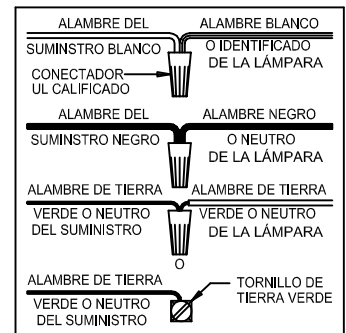 ALAMBRE DEL ALAMBRE BLANCO
SUMINSTRO BLANCO O IDENTIFICADO
DE LA LÁMPARA
CONECTADOR
UL CALIFICADO
ALAMBRE DEL ALAMBRE NEGRO
SUMINSTRO NEGRO O NEUTRO
DE LA LÁMPARA
ALAMBRE DE TIERRA ALAMBRE DE TIERRA
VERDE O NEUTRO VERDE O NEUTRO
DEL SUMINISTRO DE LA LÁMPARA
O
ALAMBRE DE TIERRA TORNILLO DE
VERDE O NEUTRO TIERRA VERDE
DEL SUMINISTRO